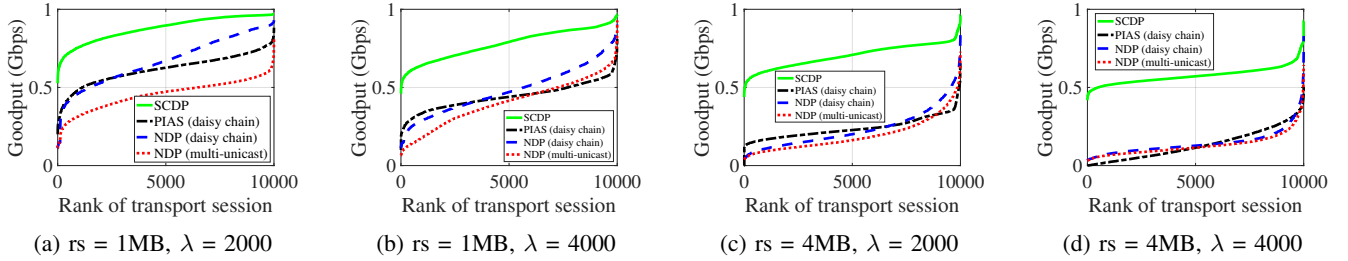 Goodput (Gbps)
1
0.5
0
SCDP
PIAS (daisy chain)
NDP (daisy chain)
NDP (multi-unicast)
0 5000 10000
Rank of transport session
(a) rs = 1MB, λ = 2000
Goodput (Gbps)
1
0.5
0
SCDP
PIAS (daisy chain)
NDP (daisy chain)
NDP (multi-unicast)
0 5000 10000
Rank of transport session
(b) rs = 1MB, λ = 4000
Goodput (Gbps)
1
0.5
0
SCDP
PIAS (daisy chain)
NDP (daisy chain)
NDP (multi-unicast)
0 5000 10000
Rank of transport session
(c) rs = 4MB, λ = 2000
Goodput (Gbps)
1
0.5
0
SCDP
PIAS (daisy chain)
NDP (daisy chain)
NDP (multi-unicast)
0 5000 10000
Rank of transport session
(d) rs = 4MB, λ = 4000